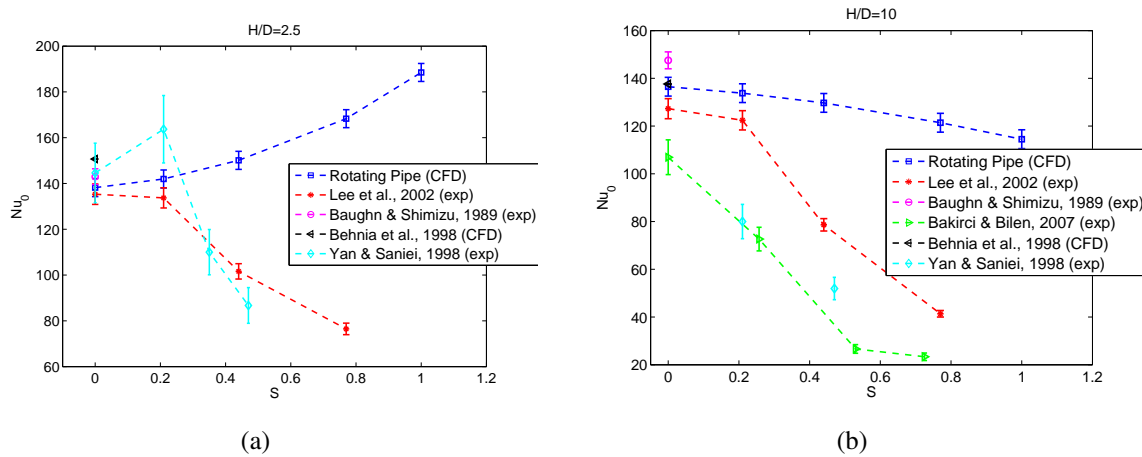 H/D=2.5
200
180
160
140
120
100
80
60
0
0.2
0.4
0.6
0.8
1
1.2
S
Nu0
Rotating Pipe (CFD)
Lee et al., 2002 (exp)
Baughn & Shimizu, 1989 (exp)
Behnia et al., 1998 (CFD)
Yan & Saniei, 1998 (exp)
(a)
H/D=10
160
140
120
100
80
60
40
20
0
0.2
0.4
0.6
0.8
1
1.2
S
Nu0
Rotating Pipe (CFD)
Lee et al., 2002 (exp)
Baughn & Shimizu, 1989 (exp)
Bakirci & Bilen, 2007 (exp)
Behnia et al., 1998 (CFD)
Yan & Saniei, 1998 (exp)
(b)